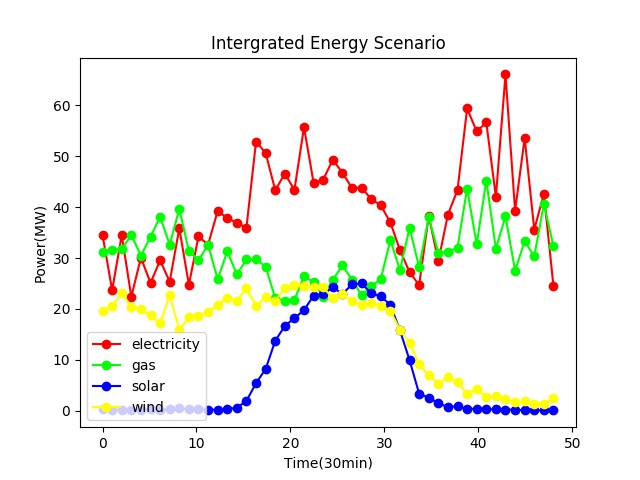 Intergrated Energy Scenario
Power(MW)
60
50
40
30
20
10
0
electricity
gas
solar
wind
0 10 20 30 40 50
Time(30min)